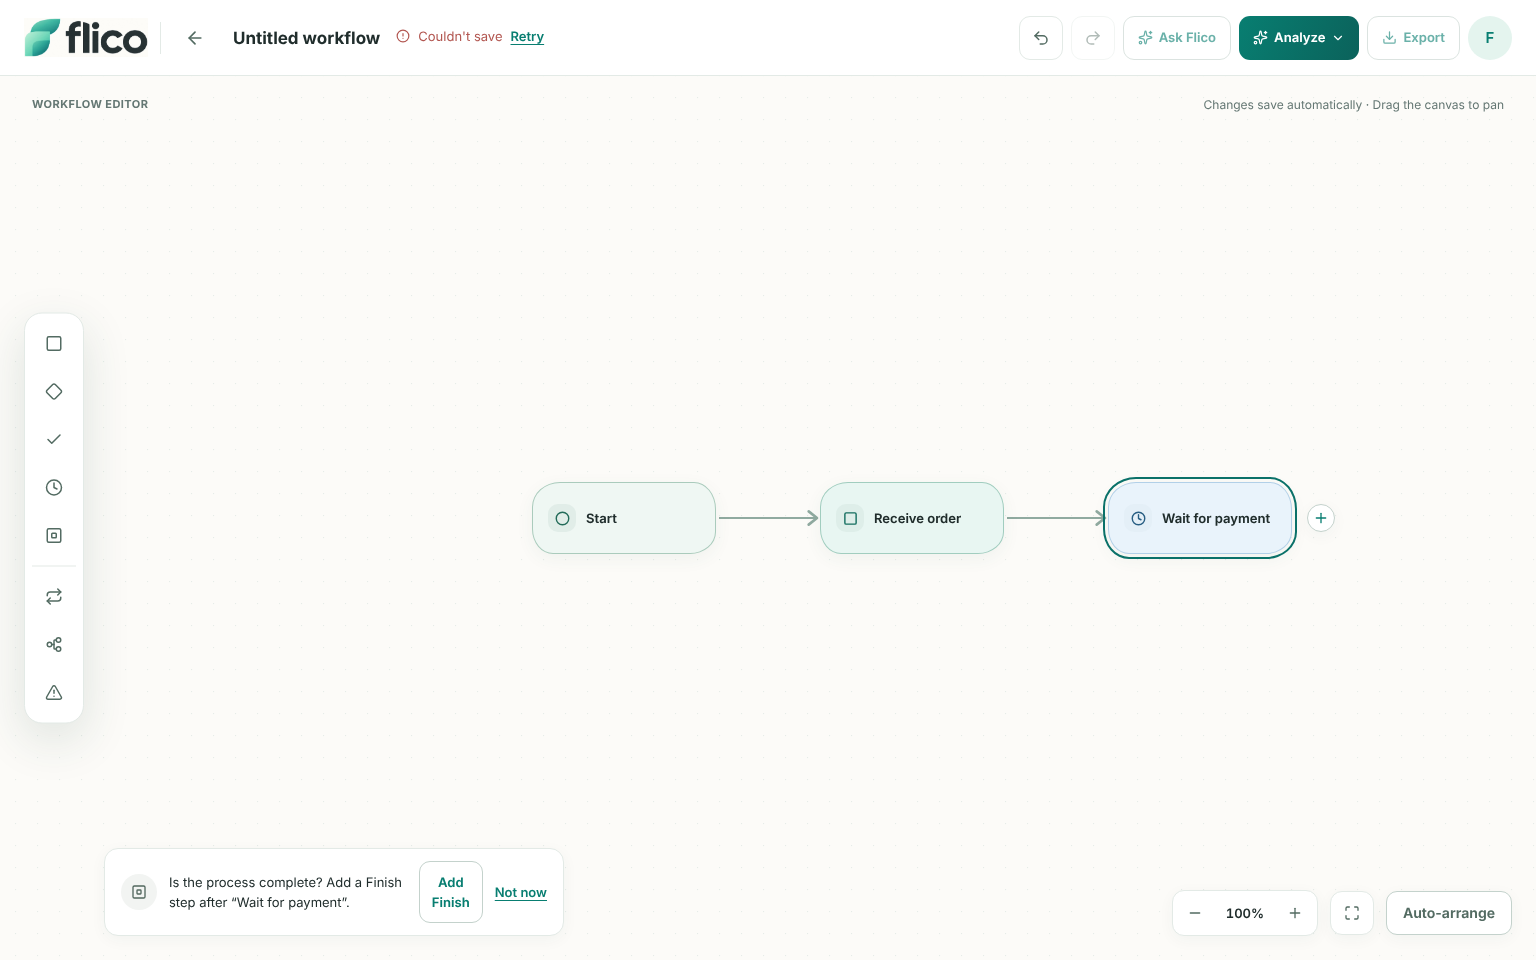 flico
Untitled workflow
Couldn't save Retry
Ask Flico
Analyze
Export
F
WORKFLOW EDITOR
Changes save automatically · Drag the canvas to pan
Start
Receive order
Wait for payment
Is the process complete? Add a Finish
step after “Wait for payment”.
Add
Finish
Not now
100%
Auto-arrange